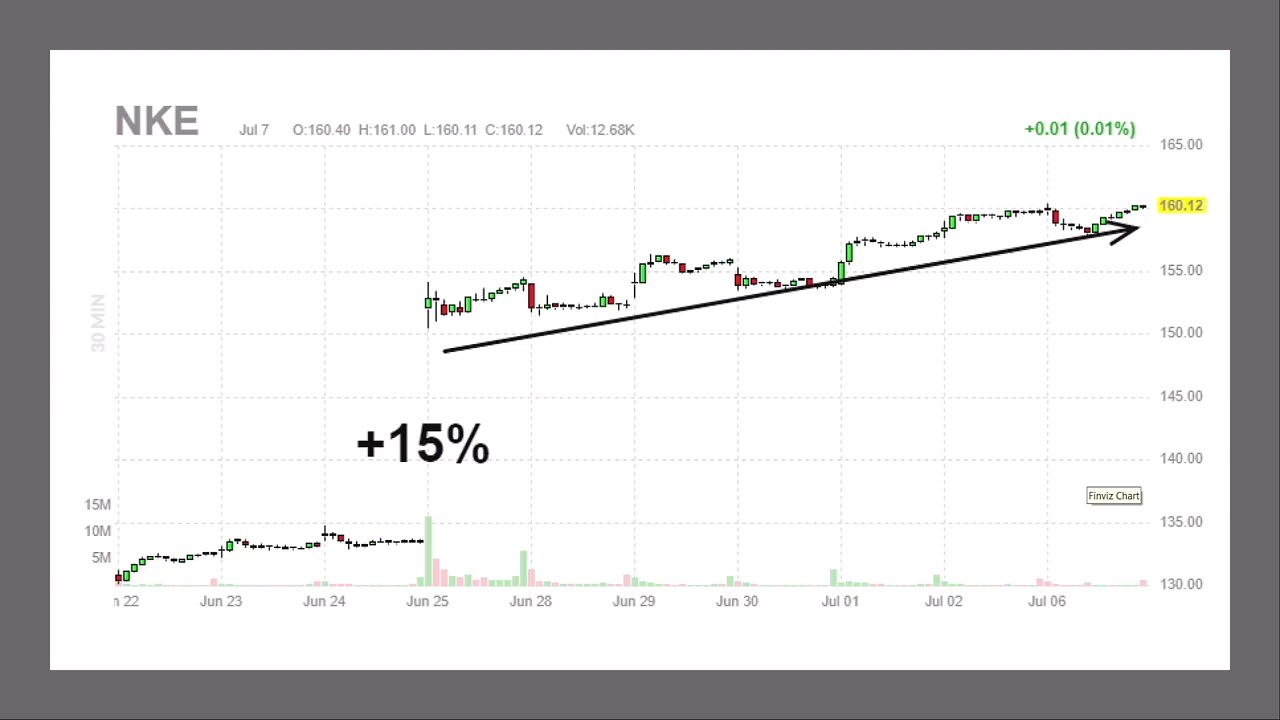 NKE Jul 7 O:160.40 H:161.00 L:160.11 C:160.12 Vol:12.68K +0.01 (0.01%)
165.00
160.12
155.00
30 MIN
150.00
145.00
+15%
140.00
Finviz Chart
15M
135.00
10M
5M
130.00
n 22 Jun 23 Jun 24 Jun 25 Jun 28 Jun 29 Jun 30 Jul 01 Jul 02 Jul 06